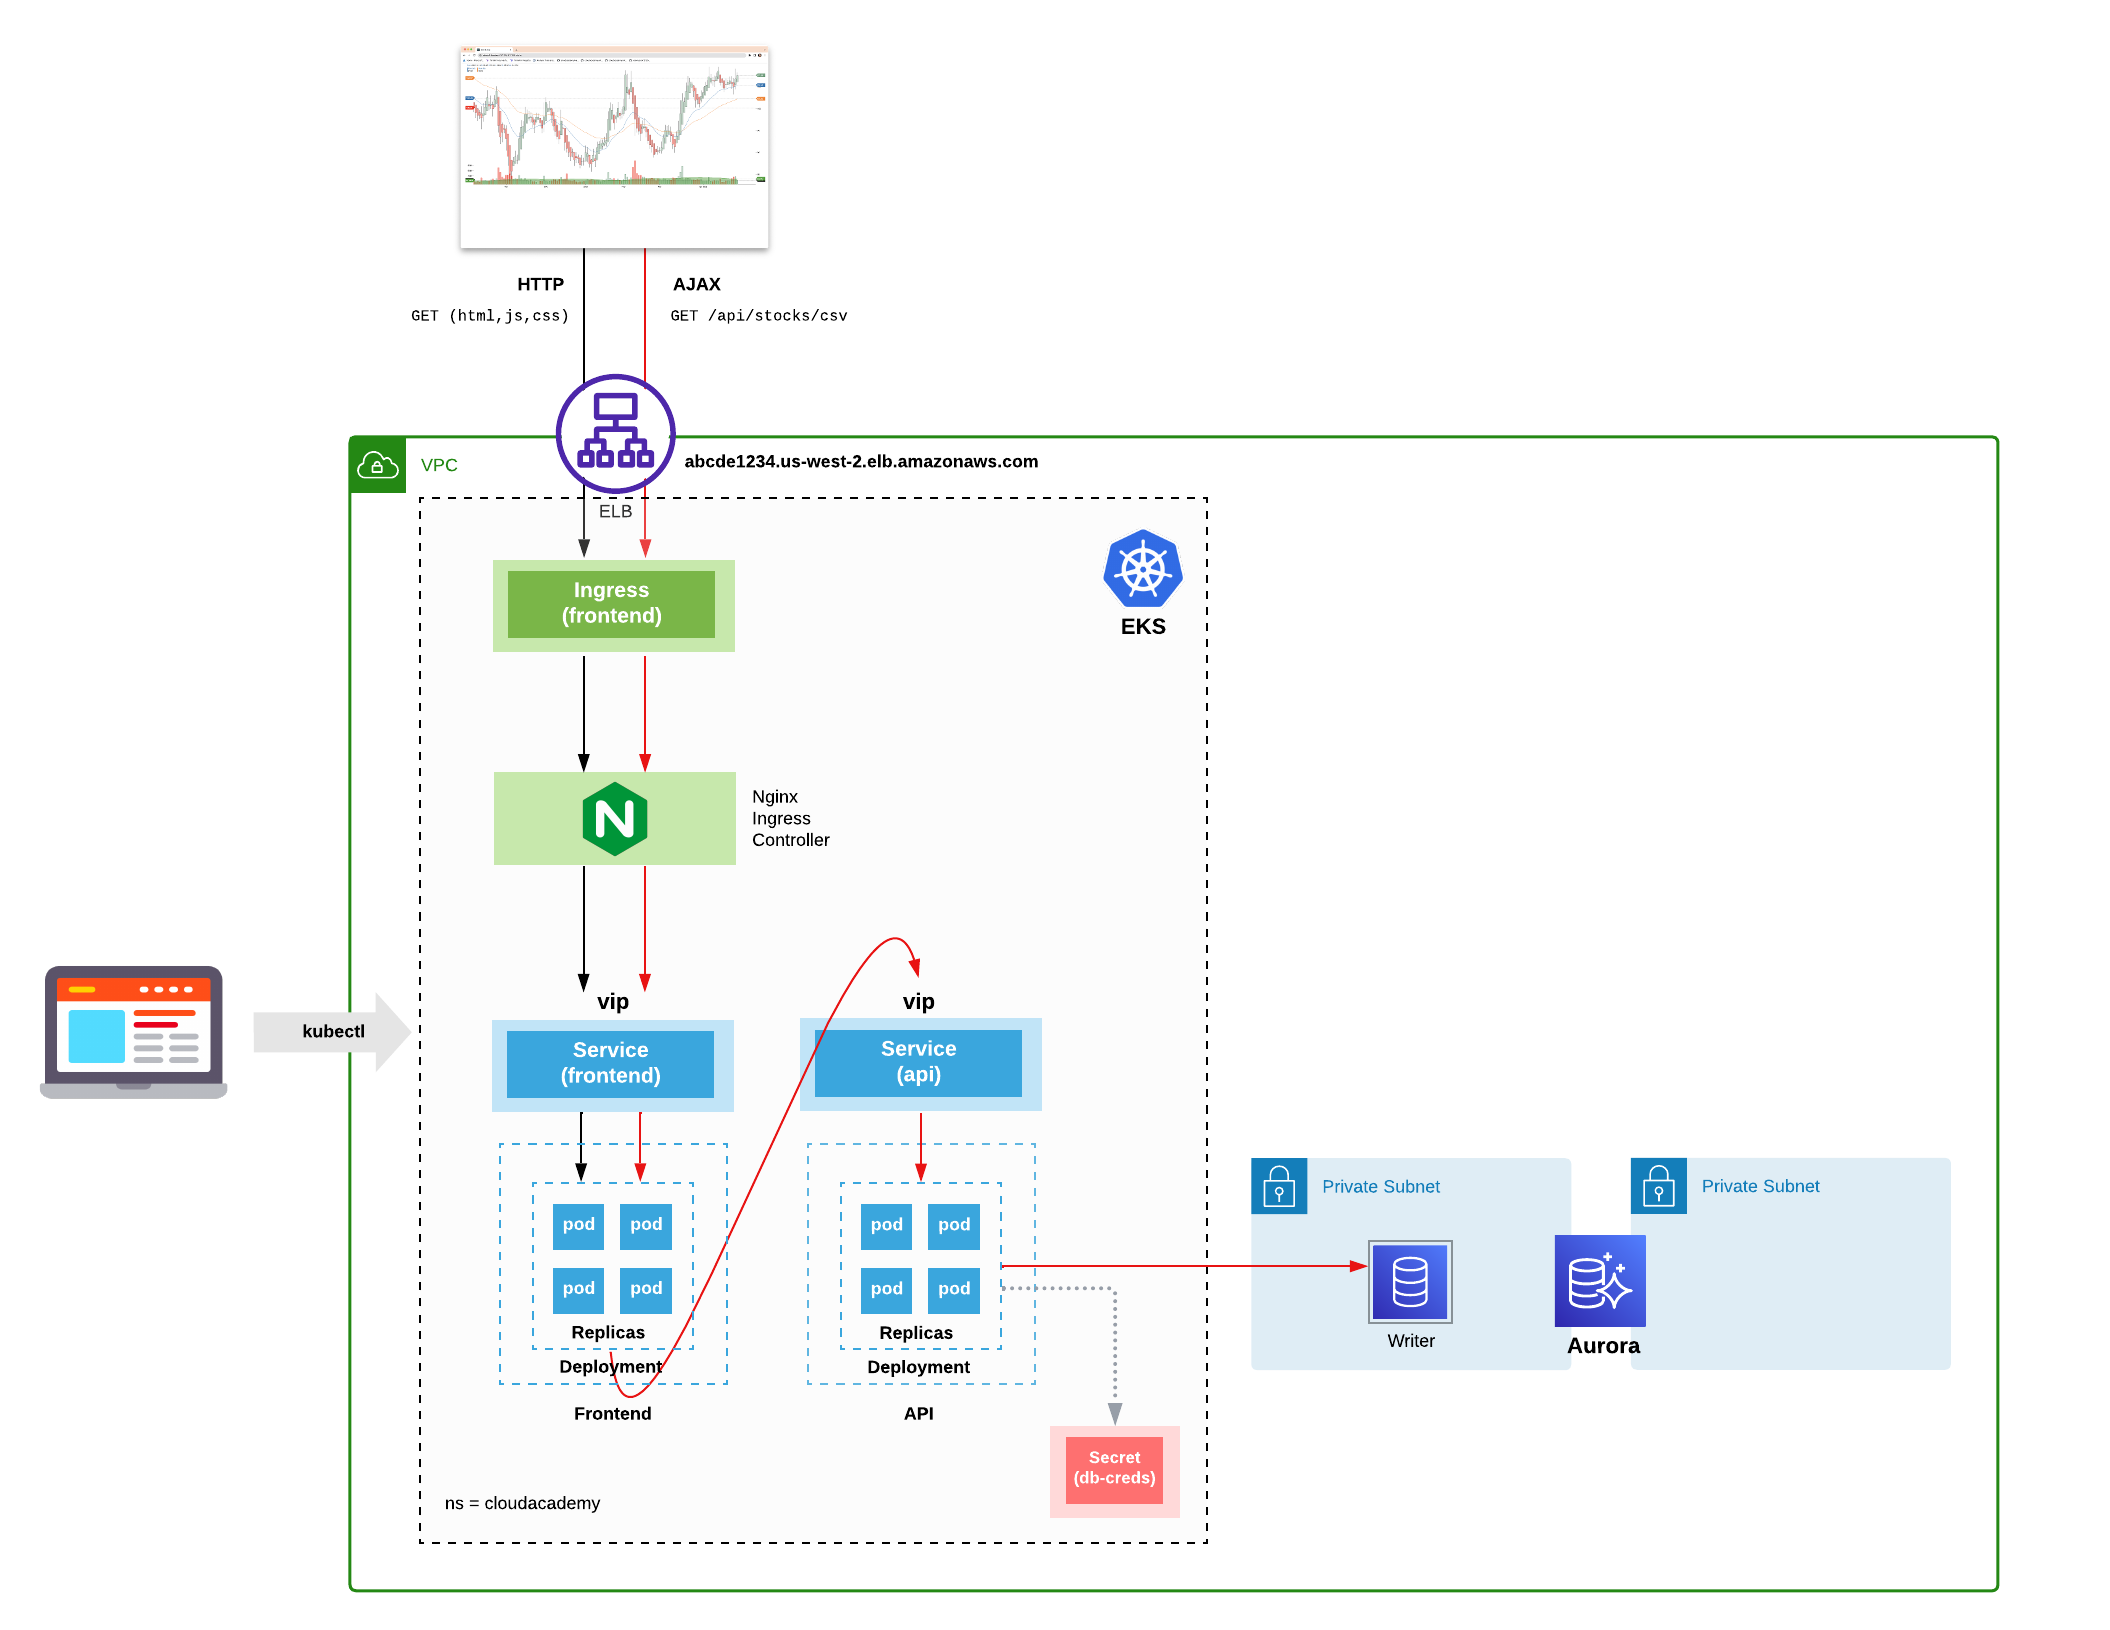 HTTP
GET (html,js,css)
AJAX
GET /api/stocks/csv
VPC
abcde1234.us-west-2.elb.amazonaws.com
ELB
Ingress
(frontend)
EKS
Nginx
Ingress
Controller
kubectl
vip
Service
(frontend)
vip
Service
(api)
pod pod
pod pod
Replicas
Deployment
Frontend
pod pod
pod pod
Replicas
Deployment
API
Private Subnet
Private Subnet
Writer
Aurora
Secret
(db-creds)
ns = cloudacademy